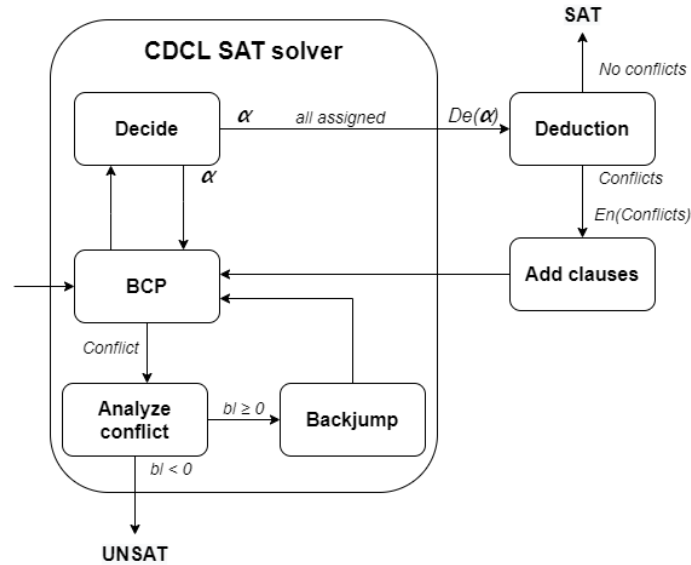 SAT
CDCL SAT solver
No conflicts
Decide
α
all assigned
De(α)
Deduction
α
Conflicts
En(Conflicts)
BCP
Add clauses
Conflict
Analyze
conflict
bl ≥ 0
Backjump
bl < 0
UNSAT